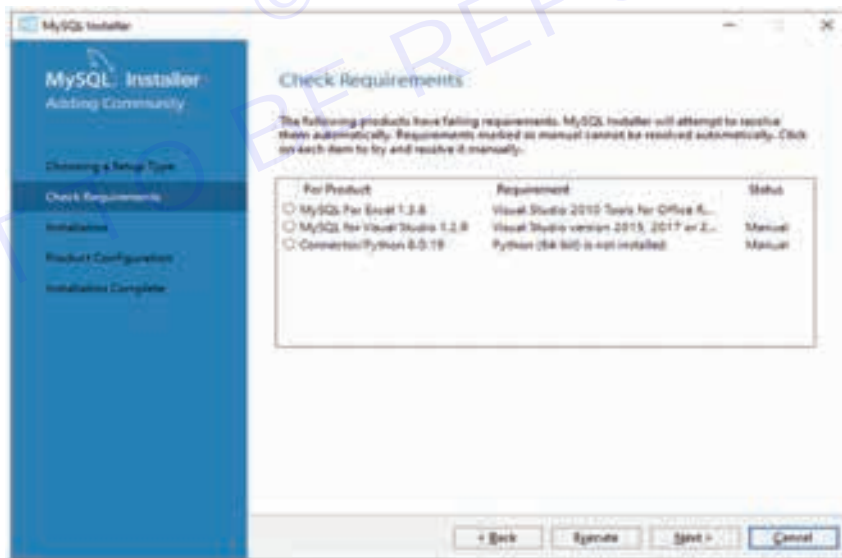 MySQL Installer
MySQL Installer
Adding Community
Choosing a Setup Type
Check Requirements
Installation
Product Configuration
Installation Complete
Check Requirements
The following products have failing requirements. MySQL Installer will attempt to resolve
them automatically. Requirements marked as manual cannot be resolved automatically. Click
on each item to try and resolve it manually.
For Product Requirement Status
MySQL For Excel 1.3.8 Visual Studio 2010 Tools for Office R...
MySQL for Visual Studio 1.2.9 Visual Studio version 2015, 2017 or 2... Manual
Connector/Python 8.0.19 Python (64 bit) is not installed Manual
< Back Execute Next > Cancel